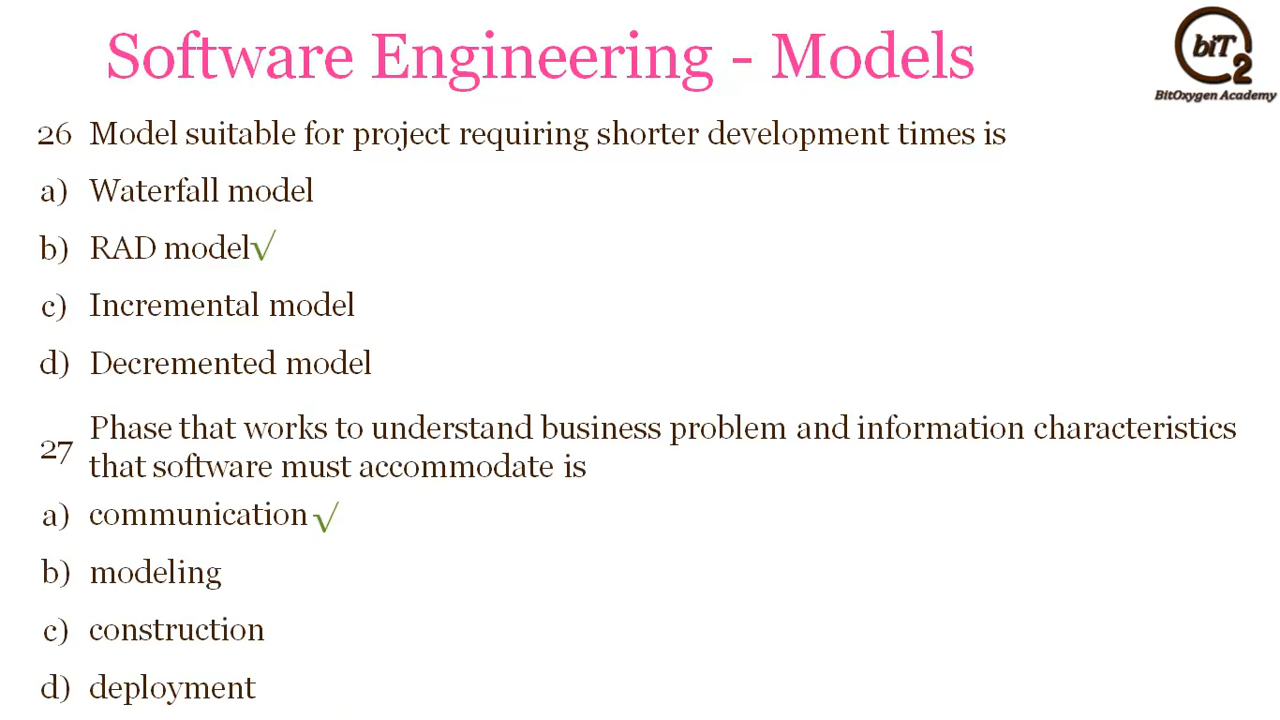 Software Engineering - Models
biT
2
BitOxygen Academy
26 Model suitable for project requiring shorter development times is
a) Waterfall model
b) RAD model√
c) Incremental model
d) Decremented model
27 Phase that works to understand business problem and information characteristics
that software must accommodate is
a) communication√
b) modeling
c) construction
d) deployment